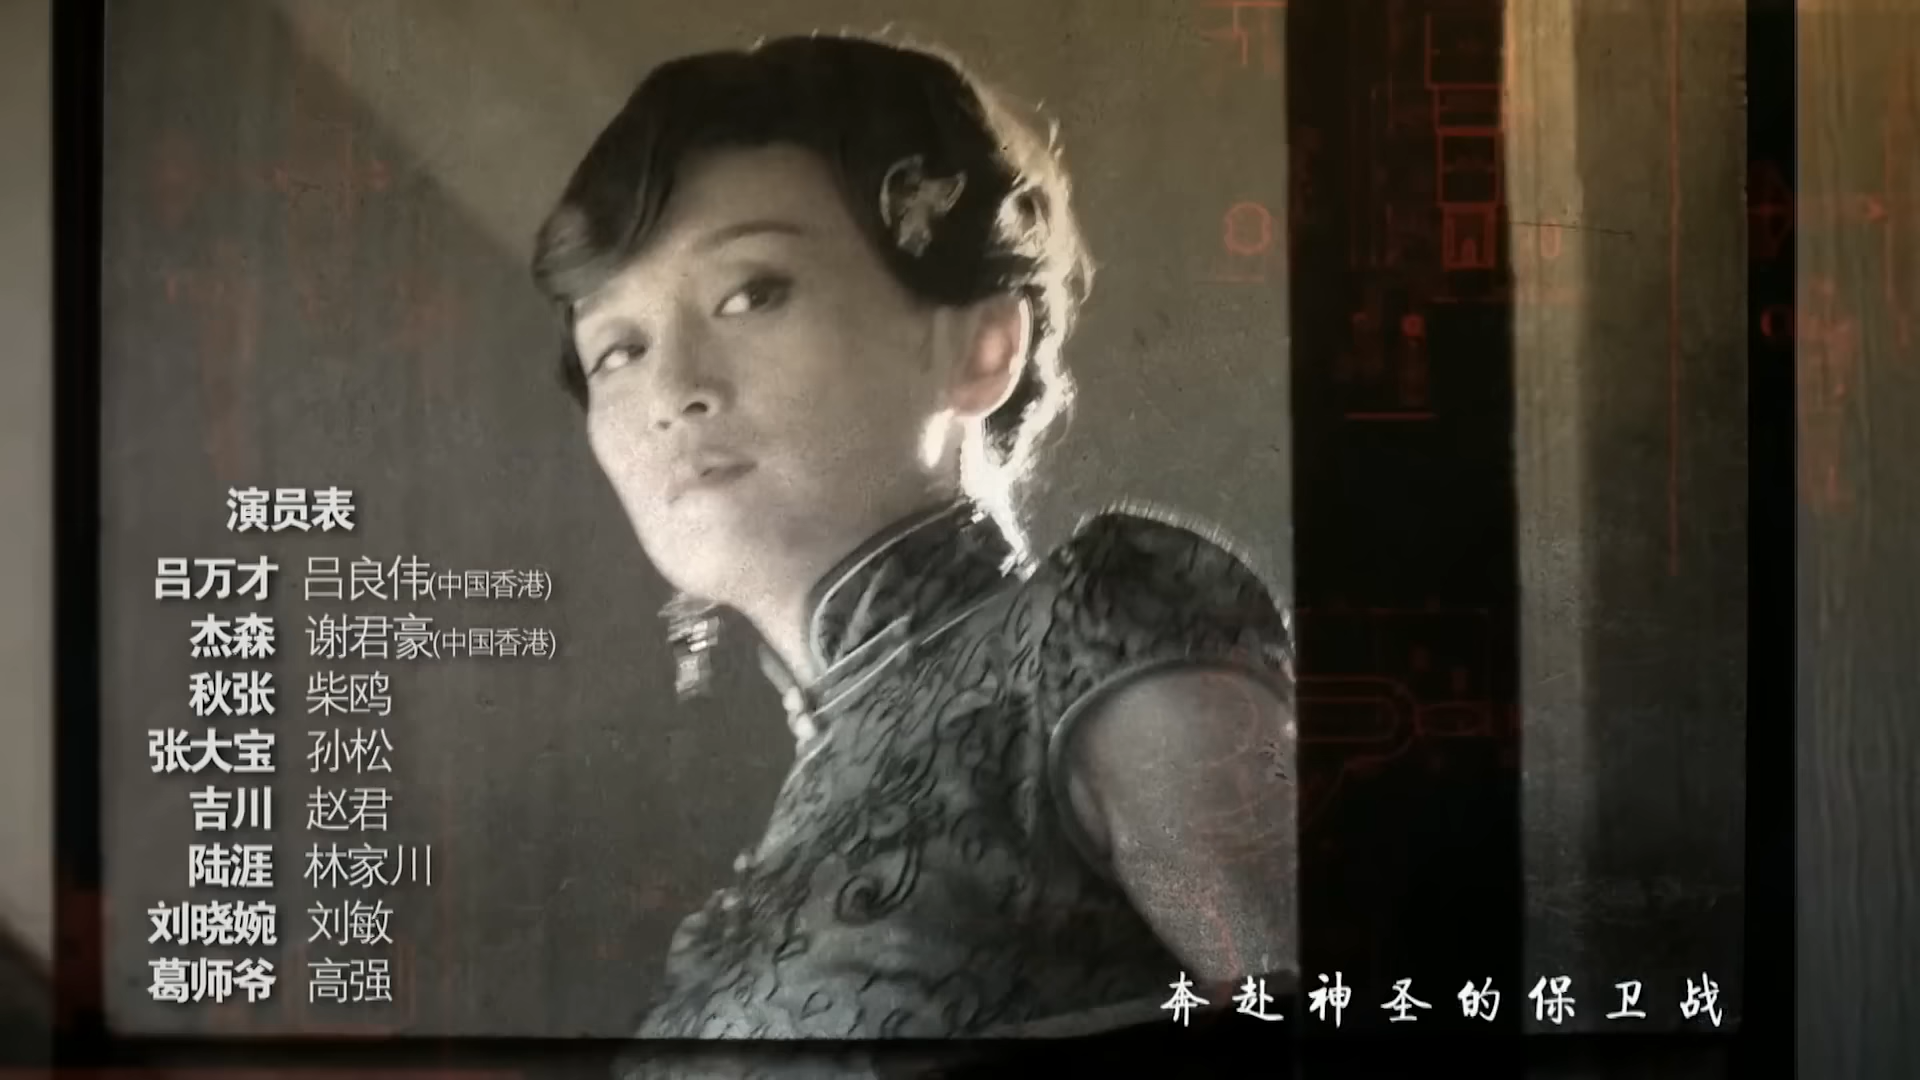 演员表
吕万才 吕良伟(中国香港)
杰森 谢君豪(中国香港)
秋张 柴鸥
张大宝 孙松
吉川 赵君
陆涯 林家川
刘晓婉 刘敏
葛师爷 高强
奔赴神圣的保卫战